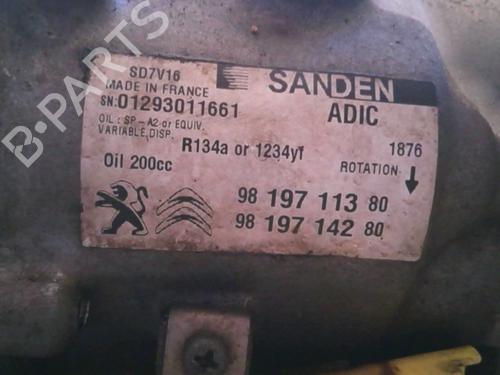 B-PARTS
SD7V16
MADE IN FRANCE
SN:01293011661
SANDEN
ADIC
OIL : SP-A2 or EQUIV.
VARIABLE,DISP.
R134a or 1234yf
1876
Oil 200cc
ROTATION
98 197 113 80
98 197 142 80